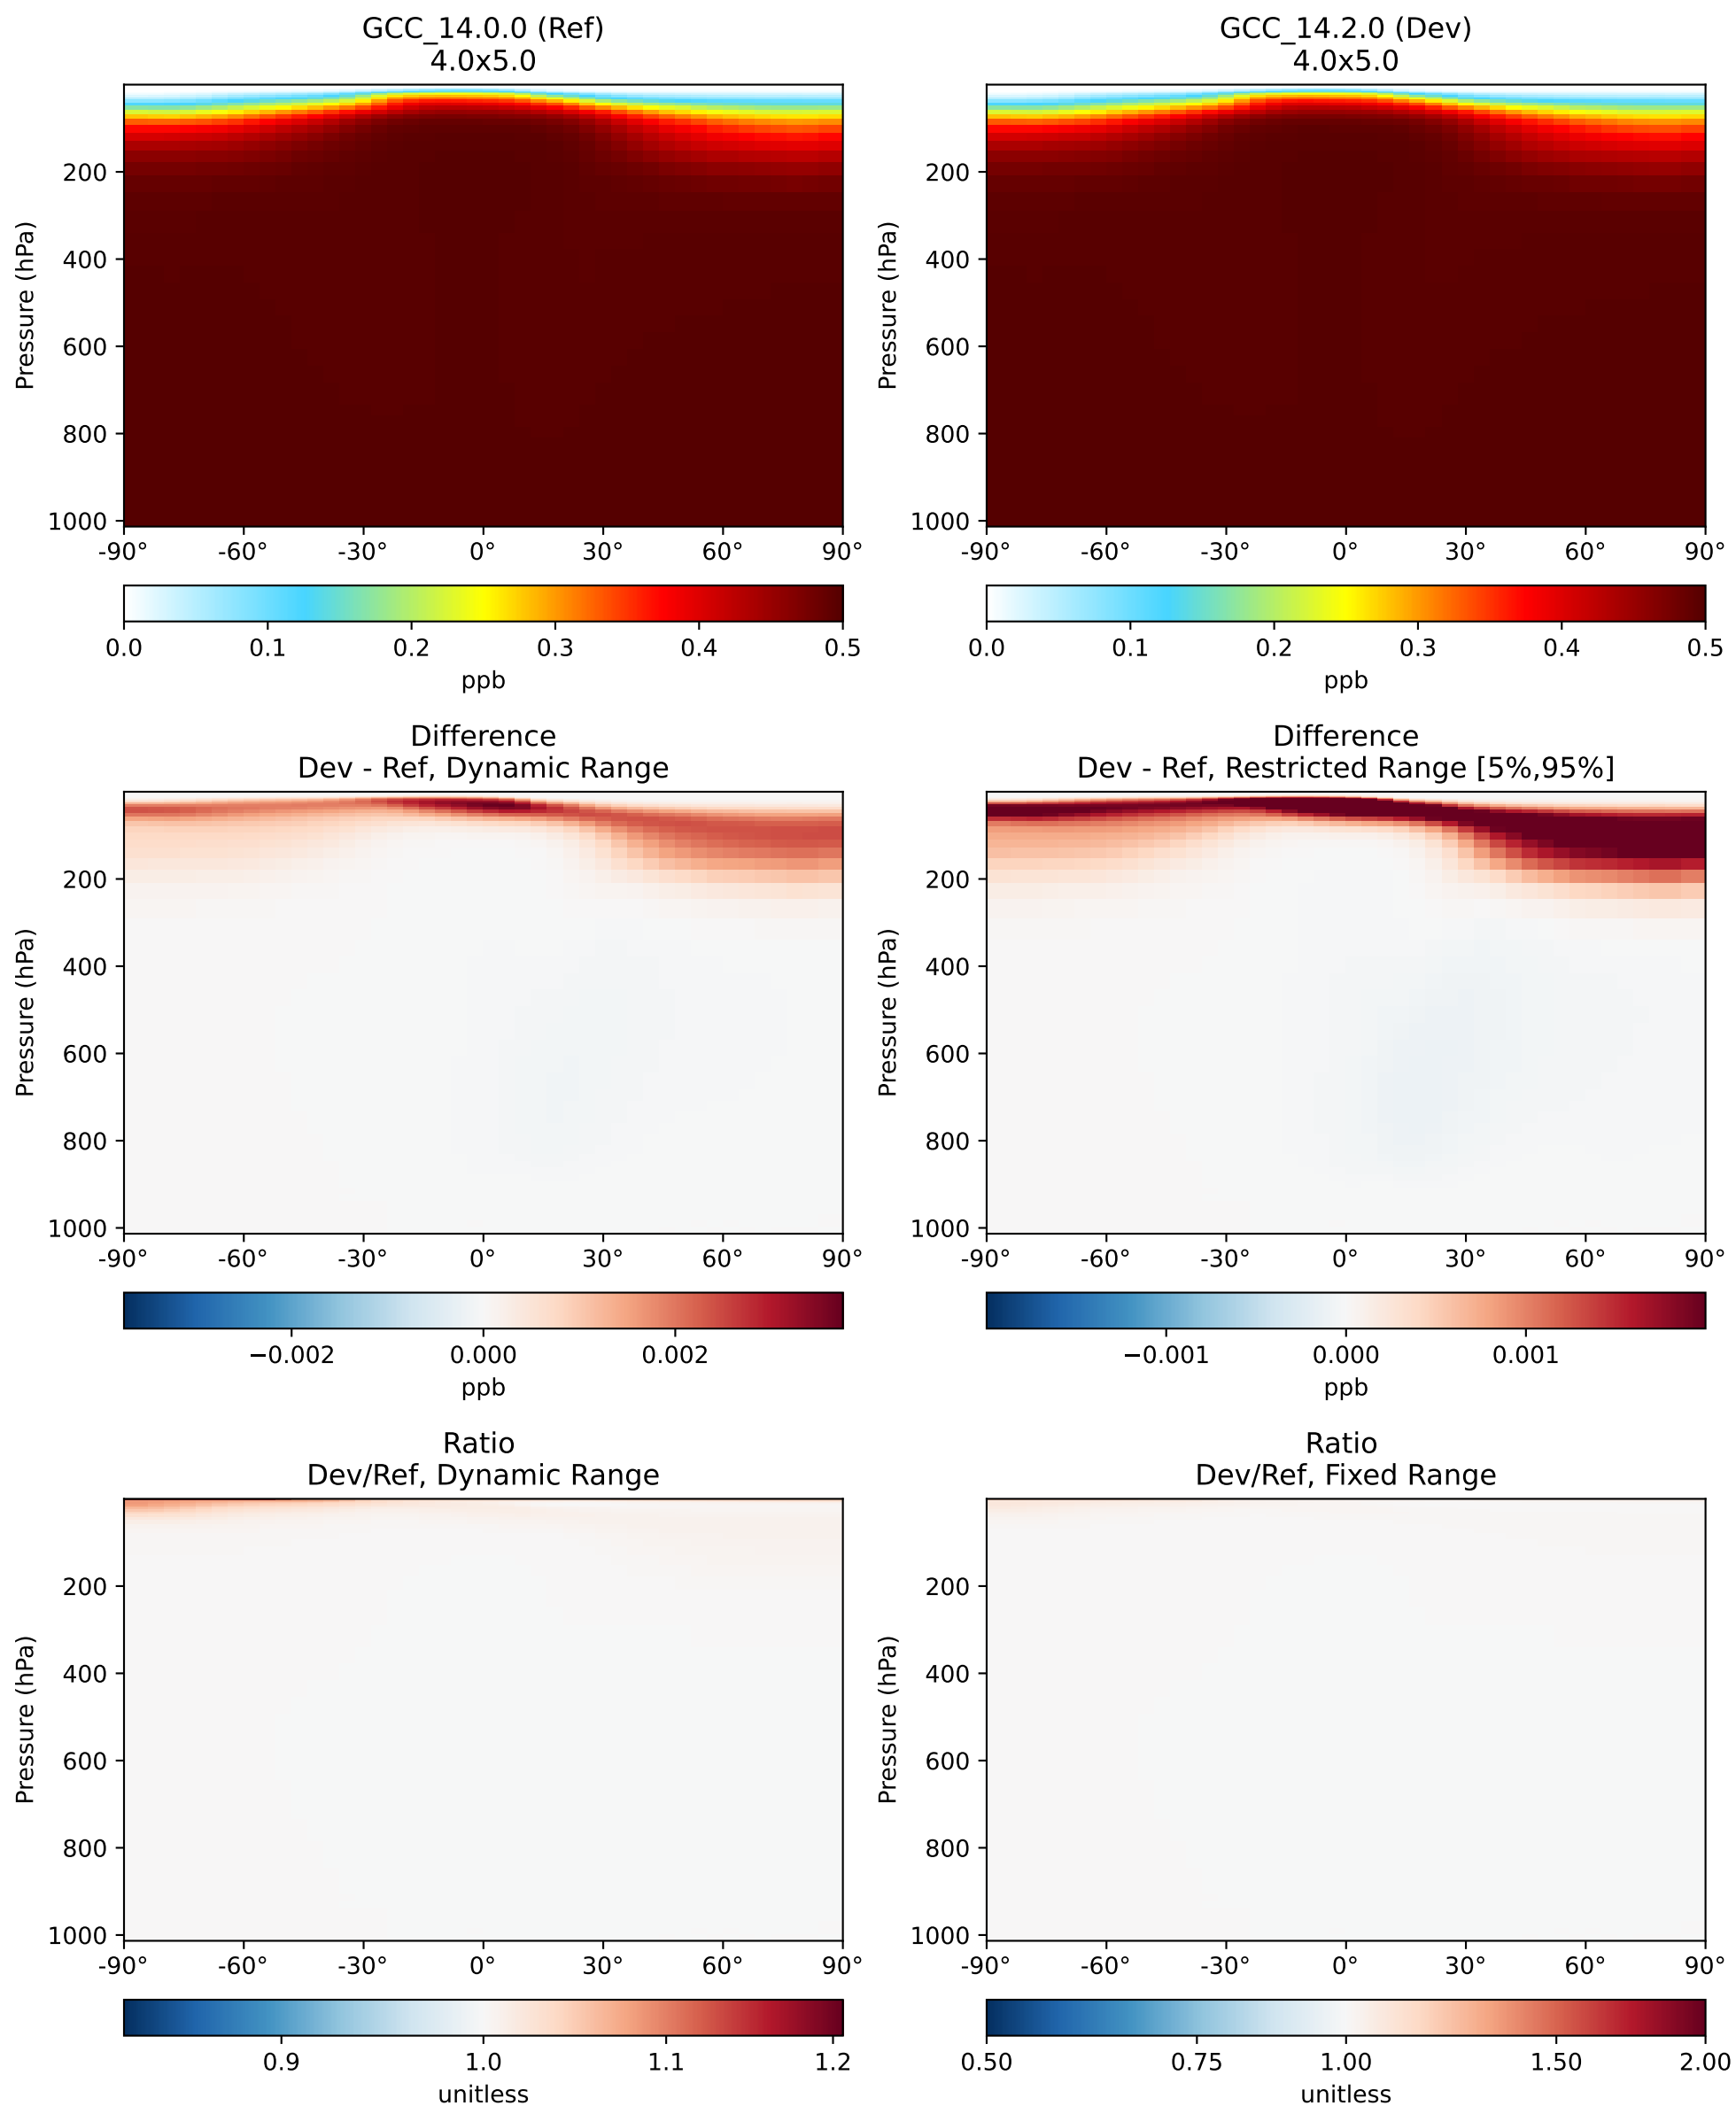 GCC_14.0.0 (Ref)
4.0x5.0
Pressure (hPa)
200
400
600
800
1000
-90° -60° -30° 0° 30° 60° 90°
0.0 0.1 0.2 0.3 0.4 0.5
ppb
GCC_14.2.0 (Dev)
4.0x5.0
Pressure (hPa)
200
400
600
800
1000
-90° -60° -30° 0° 30° 60° 90°
0.0 0.1 0.2 0.3 0.4 0.5
ppb
Difference
Dev - Ref, Dynamic Range
Pressure (hPa)
200
400
600
800
1000
-90° -60° -30° 0° 30° 60° 90°
−0.002 0.000 0.002
ppb
Difference
Dev - Ref, Restricted Range [5%,95%]
Pressure (hPa)
200
400
600
800
1000
-90° -60° -30° 0° 30° 60° 90°
−0.001 0.000 0.001
ppb
Ratio
Dev/Ref, Dynamic Range
Pressure (hPa)
200
400
600
800
1000
-90° -60° -30° 0° 30° 60° 90°
0.9 1.0 1.1 1.2
unitless
Ratio
Dev/Ref, Fixed Range
Pressure (hPa)
200
400
600
800
1000
-90° -60° -30° 0° 30° 60° 90°
0.50 0.75 1.00 1.50 2.00
unitless